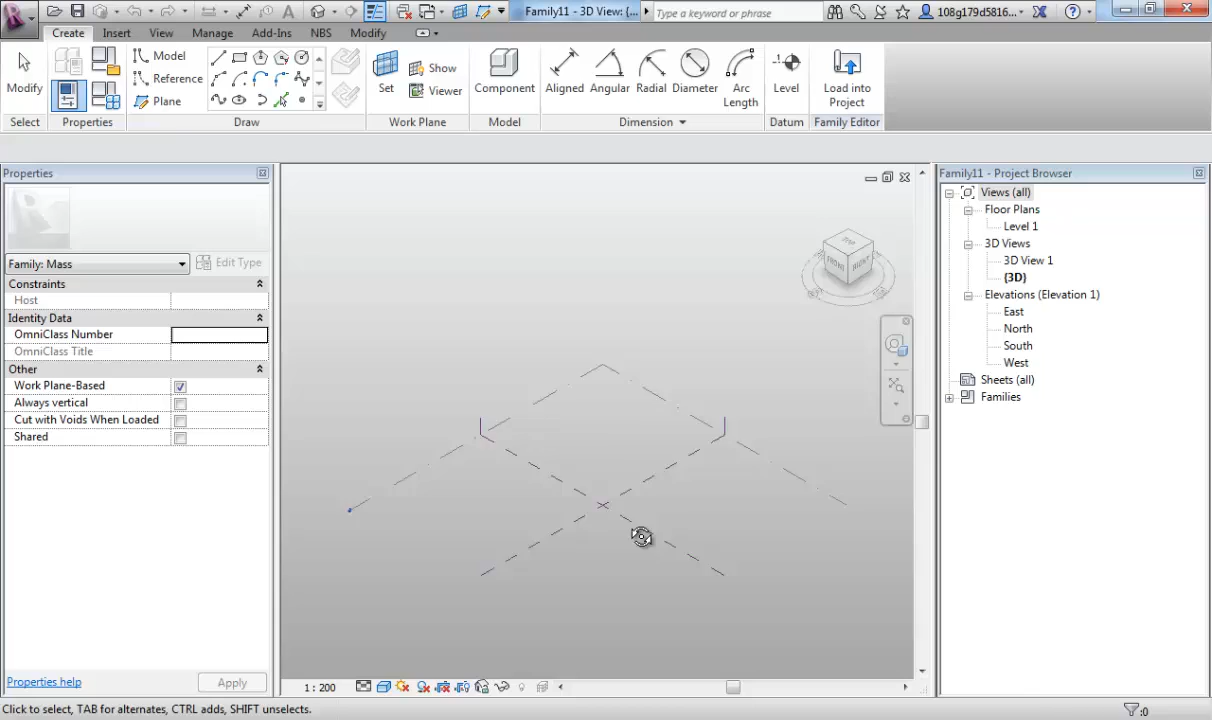 Family11 - 3D View: {...
Type a keyword or phrase
108g179d5816...
Create
Insert
View
Manage
Add-Ins
NBS
Modify
Modify
Model
Reference
Plane
Set
Show
Viewer
Component
Aligned
Angular
Radial
Diameter
Arc
Length
Level
Load into
Project
Select
Properties
Draw
Work Plane
Model
Dimension
Datum
Family Editor
Properties
Family: Mass
Edit Type
Constraints
Host
Identity Data
OmniClass Number
OmniClass Title
Other
Work Plane-Based
Always vertical
Cut with Voids When Loaded
Shared
Properties help
Apply
TOP
FRONT
RIGHT
1 : 200
Family11 - Project Browser
Views (all)
Floor Plans
Level 1
3D Views
3D View 1
{3D}
Elevations (Elevation 1)
East
North
South
West
Sheets (all)
Families
Click to select, TAB for alternates, CTRL adds, SHIFT unselects.
:0